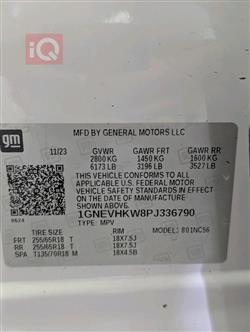 iQ
gm
MFD BY GENERAL MOTORS LLC
11/23 GVWR GAWR FRT GAWR RR
2800 KG 1450 KG 1600 KG
6173 LB 3196 LB 3527 LB
THIS VEHICLE CONFORMS TO ALL
APPLICABLE U.S. FEDERAL MOTOR
VEHICLE SAFETY STANDARDS IN EFFECT
ON THE DATE OF MANUFACTURE
SHOWN ABOVE.
8624
1GNEVHKW8PJ336790
TYPE: MPV MODEL: 801NC56
TIRE SIZE RIM
FRT 255/65R18 T 18X7.5J
RR 255/65R18 T 18X7.5J
SPA T135/70R18 M 18X4.5B